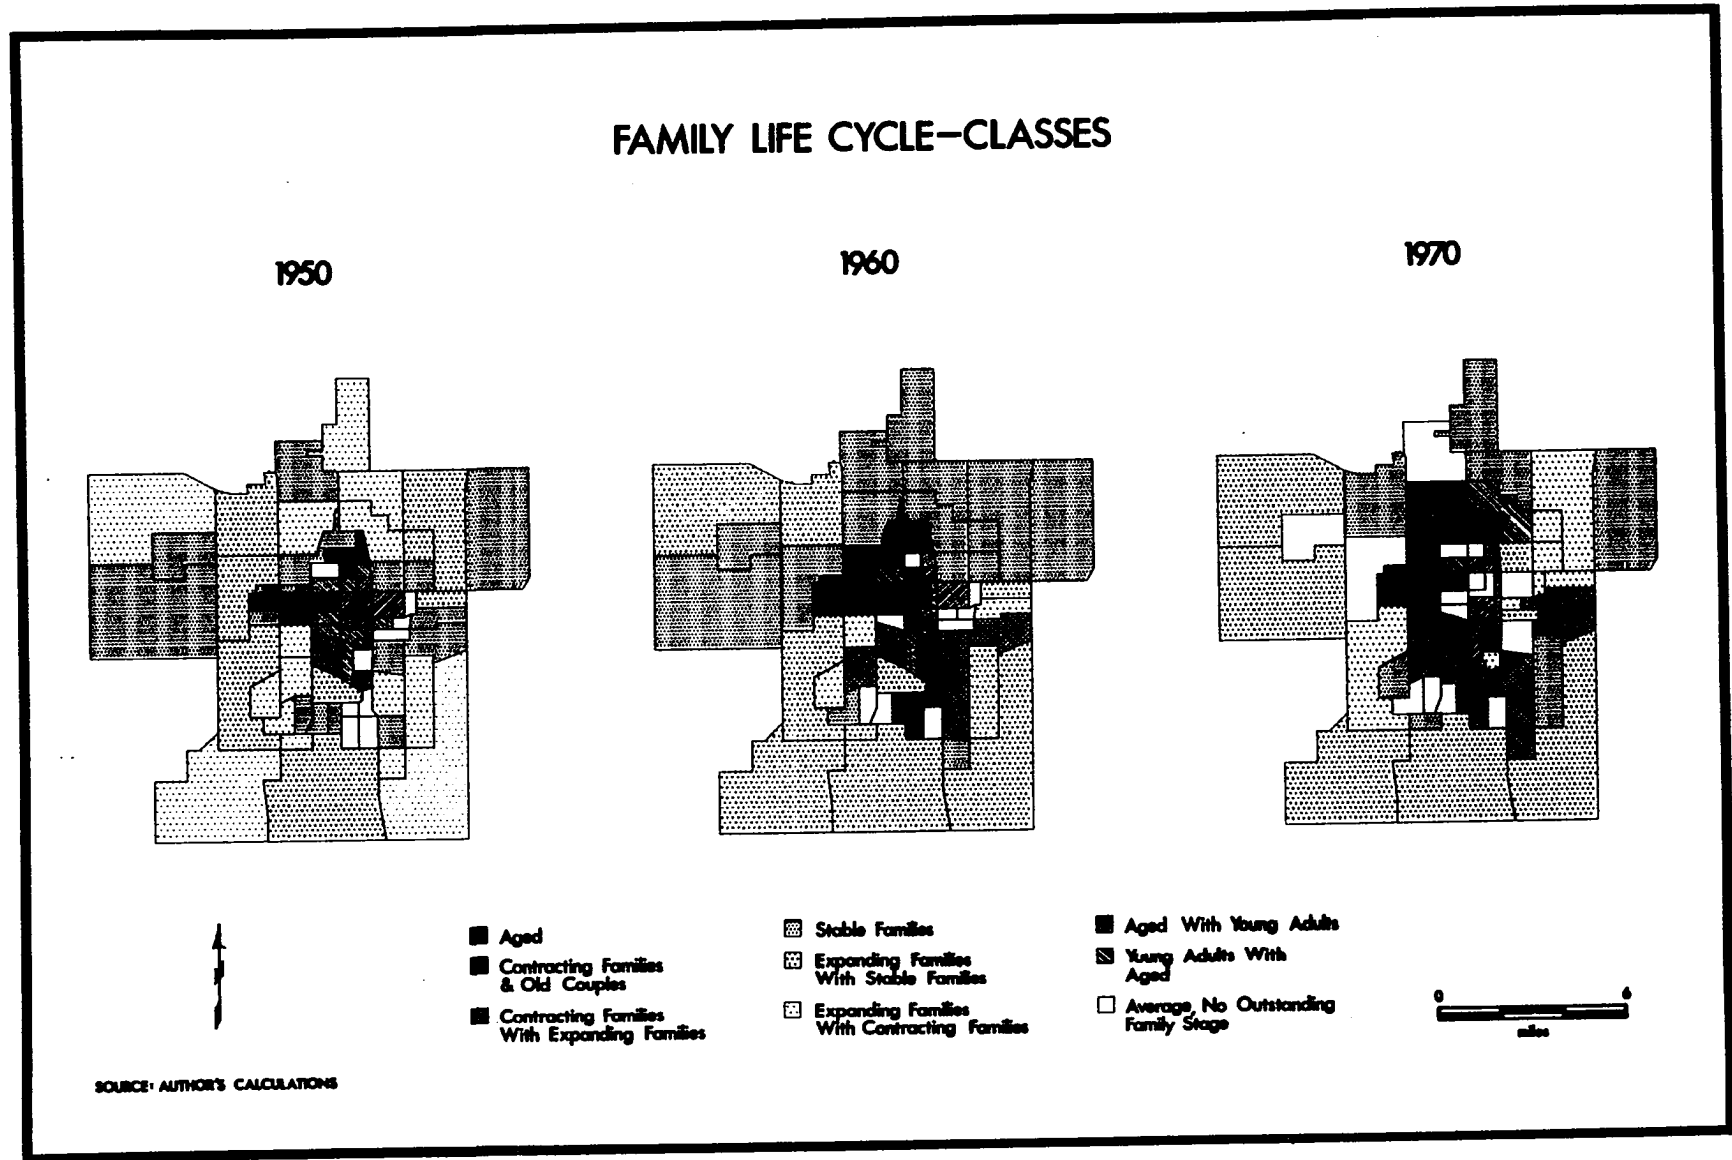 FAMILY LIFE CYCLE—CLASSES
1950
1960
1970
Aged
Contracting Families
& Old Couples
Contracting Families
With Expanding Families
Stable Families
Expanding Families
With Stable Families
Expanding Families
With Contracting Families
Aged With Young Adults
Young Adults With
Aged
Average, No Outstanding
Family Stage
0 6
miles
SOURCE: AUTHOR'S CALCULATIONS